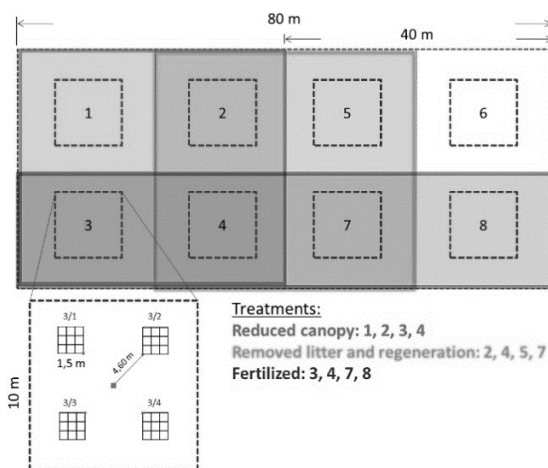 80 m
40 m
1
2
5
6
3
4
7
8
3/1
3/2
1,5 m
4,60 m
10 m
3/3
3/4
Treatments:
Reduced canopy: 1, 2, 3, 4
Removed litter and regeneration: 2, 4, 5, 7
Fertilized: 3, 4, 7, 8